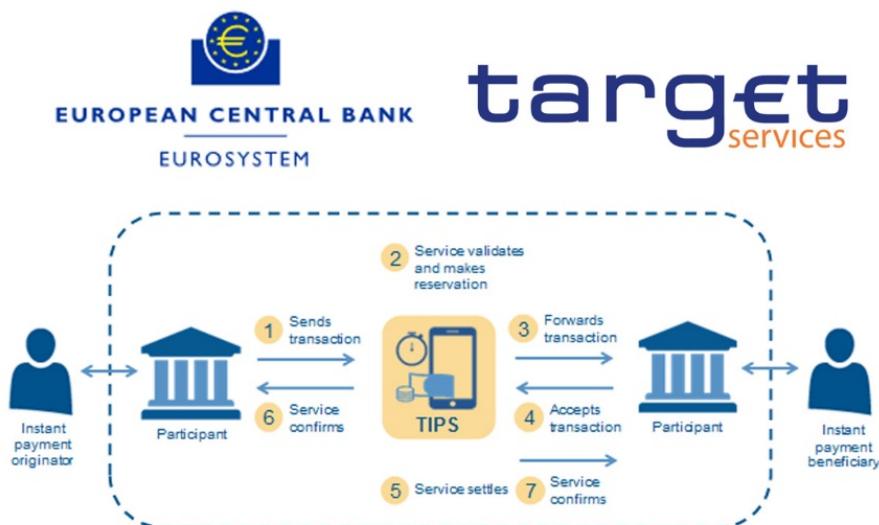 EUROPEAN CENTRAL BANK
EUROSYSTEM
target
services
2 Service validates
and makes
reservation
1 Sends
transaction
3 Forwards
transaction
6 Service
confirms
TIPS
4 Accepts
transaction
Instant
payment
originator
Participant
Participant
Instant
payment
beneficiary
5 Service settles
7 Service
confirms